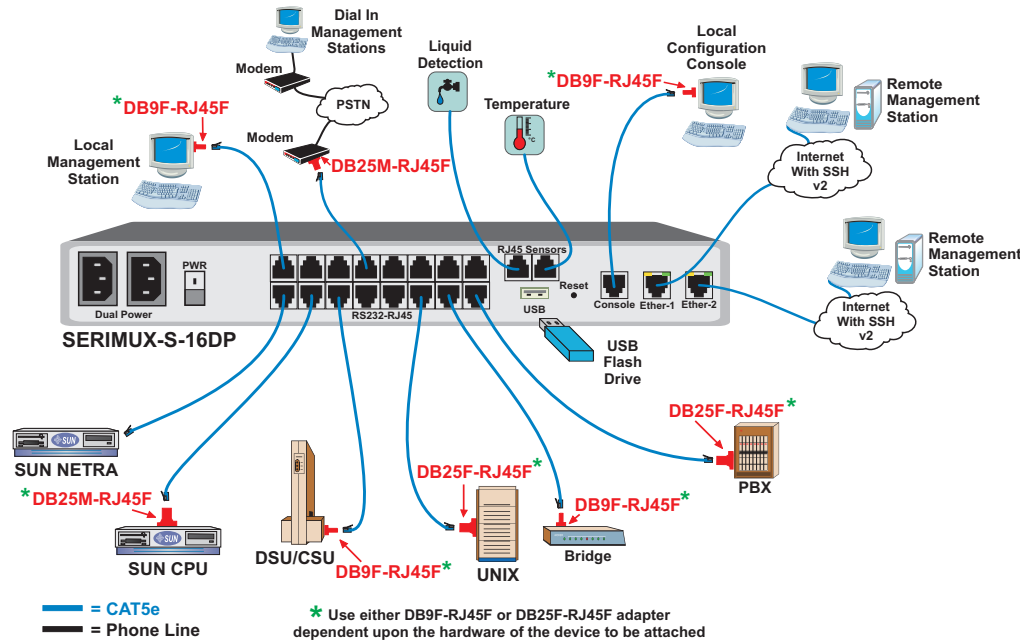 Dial In
Management
Stations
Modem
PSTN
Modem
*DB9F-RJ45F
Local
Management
Station
DB25M-RJ45F
Liquid
Detection
Temperature
°C
Local
Configuration
Console
*DB9F-RJ45F
Remote
Management
Station
Internet
With SSH
v2
Remote
Management
Station
Internet
With SSH
v2
PWR
Dual Power
RS232-RJ45
RJ45 Sensors
USB
Reset
Console
Ether-1
Ether-2
SERIMUX-S-16DP
USB
Flash
Drive
SUN
SUN NETRA
*DB25M-RJ45F
SUN
SUN CPU
DSU/CSU
DB9F-RJ45F*
DB25F-RJ45F*
UNIX
DB9F-RJ45F*
Bridge
DB25F-RJ45F*
PBX
= CAT5e
= Phone Line
* Use either DB9F-RJ45F or DB25F-RJ45F adapter
dependent upon the hardware of the device to be attached